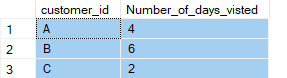 customer_id Number_of_days_visted
1 A 4
2 B 6
3 C 2